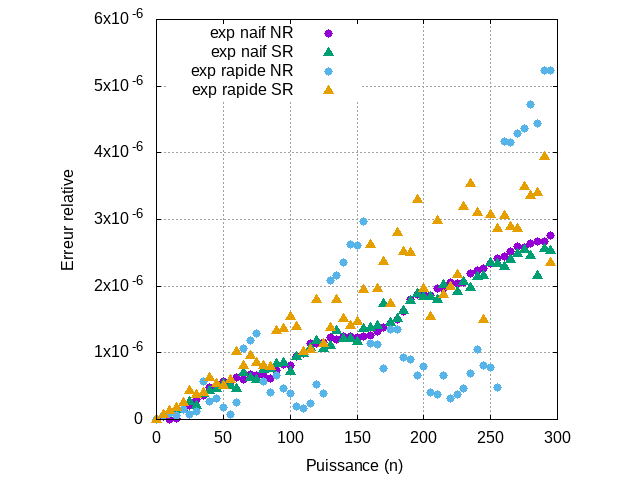 6x10⁻⁶
5x10⁻⁶
4x10⁻⁶
3x10⁻⁶
2x10⁻⁶
1x10⁻⁶
0
exp naif NR
exp naif SR
exp rapide NR
exp rapide SR
Erreur relative
0 50 100 150 200 250 300
Puissance (n)